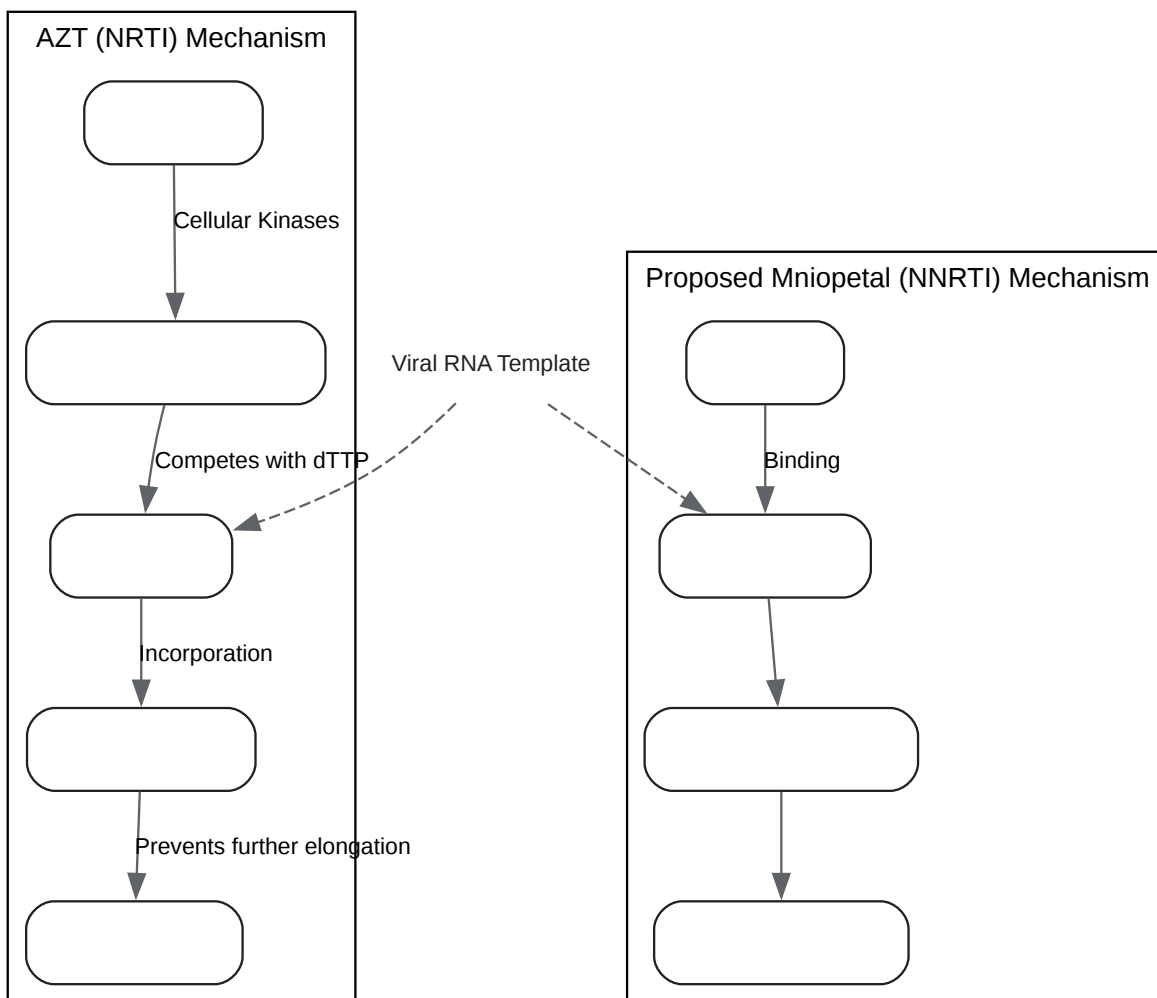 AZT (NRTI) Mechanism
Cellular Kinases
Proposed Mniopetal (NNRTI) Mechanism
Viral RNA Template
Competes with dTTP
Binding
Incorporation
Prevents further elongation